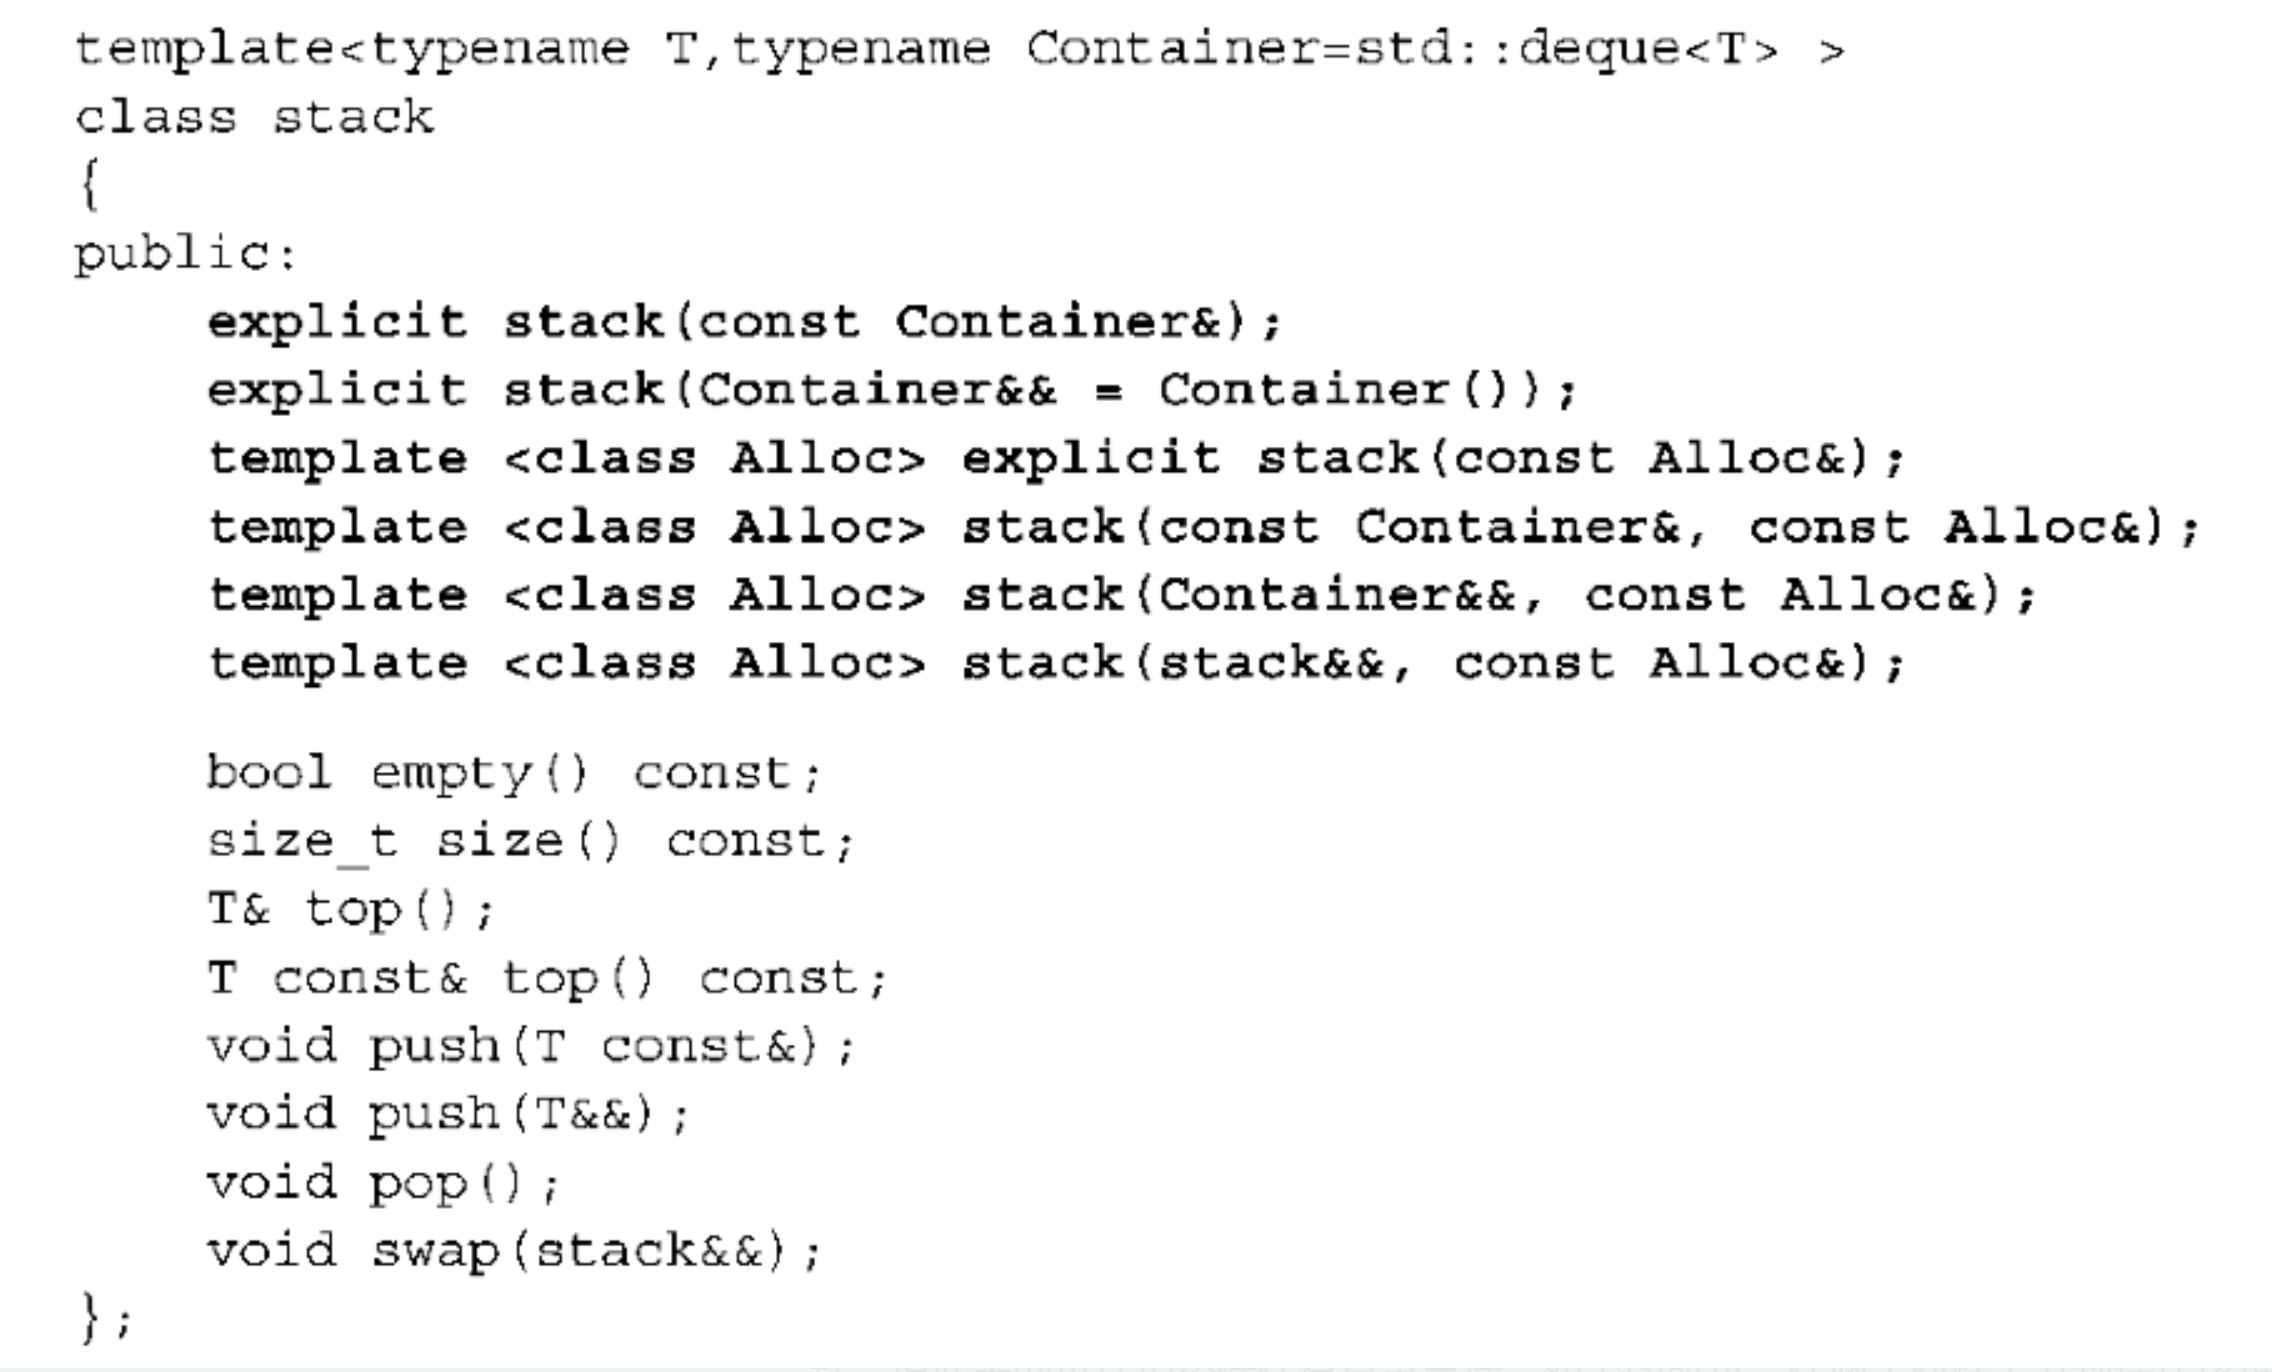 template<typename T,typename Container=std::deque<T> >
class stack
{
public:
    explicit stack(const Container&);
    explicit stack(Container&& = Container());
    template <class Alloc> explicit stack(const Alloc&);
    template <class Alloc> stack(const Container&, const Alloc&);
    template <class Alloc> stack(Container&&, const Alloc&);
    template <class Alloc> stack(stack&&, const Alloc&);

    bool empty() const;
    size_t size() const;
    T& top();
    T const& top() const;
    void push(T const&);
    void push(T&&);
    void pop();
    void swap(stack&&);
};